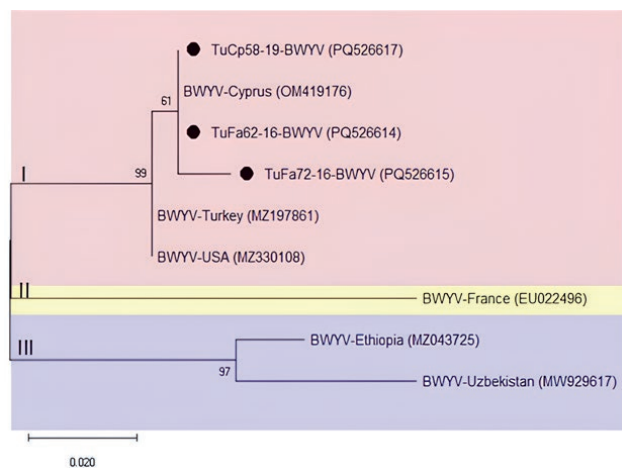 TuCp58-19-BWYV (PQ526617)
BWYV-Cyprus (OM419176)
61
TuFa62-16-BWYV (PQ526614)
I
99
TuFa72-16-BWYV (PQ526615)
BWYV-Turkey (MZ197861)
BWYV-USA (MZ330108)
II
BWYV-France (EU022496)
III
BWYV-Ethiopia (MZ043725)
97
BWYV-Uzbekistan (MW929617)
0.020